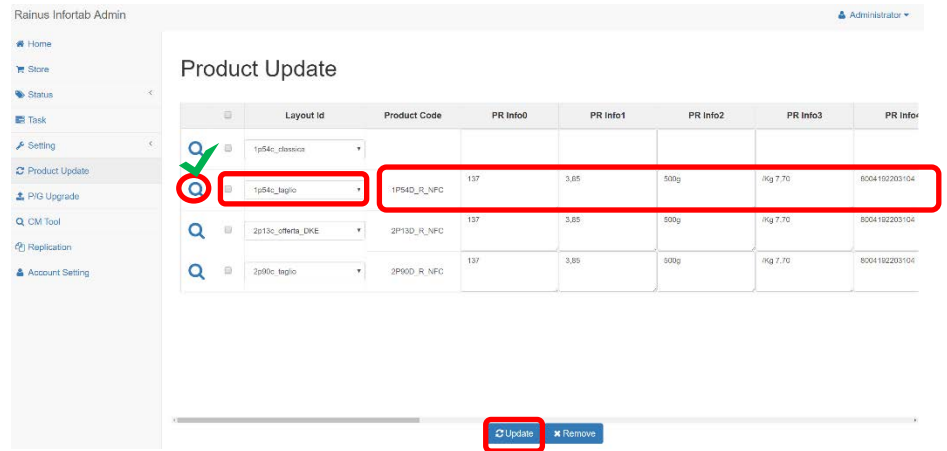 Rainus Infortab Admin
Administrator
Home
Store
Status
Task
Setting
Product Update
P/G Upgrade
CM Tool
Replication
Account Setting
Product Update
Layout Id Product Code PR Info0 PR Info1 PR Info2 PR Info3 PR Info4
1p54c_classica
1p54c_taglio 1P54D_R_NFC 137 3,85 500g /Kg 7,70 8004192203104
2p13c_offerta_DKE 2P13D_R_NFC 137 3,85 500g /Kg 7,70 8004192203104
2p90c_taglio 2P90D_R_NFC 137 3,85 500g /Kg 7,70 8004192203104
Update Remove